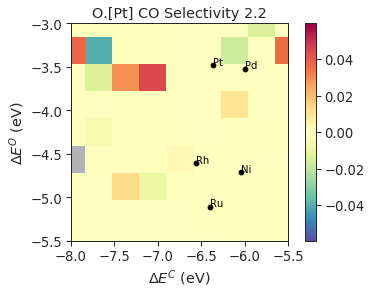 O.[Pt] CO Selectivity 2.2
−3.0
−3.5
−4.0
−4.5
−5.0
−5.5
ΔE^O (eV)
Pt
Pd
Rh
Ni
Ru
−8.0 −7.5 −7.0 −6.5 −6.0 −5.5
ΔE^C (eV)
0.04
0.02
0.00
−0.02
−0.04